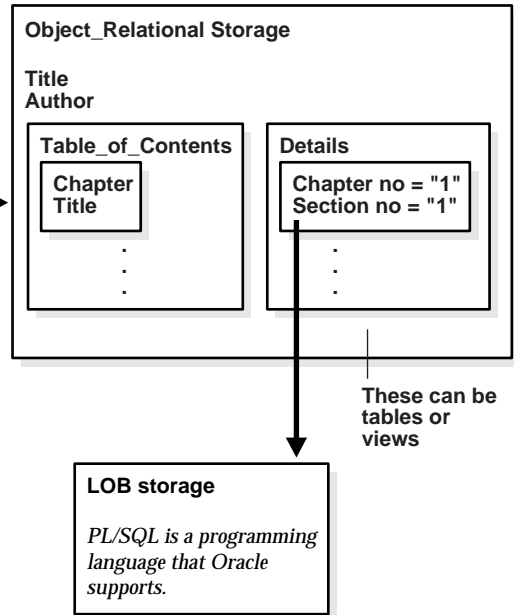 Object_Relational Storage
Title
Author
Table_of_Contents
Chapter
Title
.
.
.
Details
Chapter no = "1"
Section no = "1"
.
.
.
These can be
tables or
views
LOB storage
PL/SQL is a programming
language that Oracle
supports.